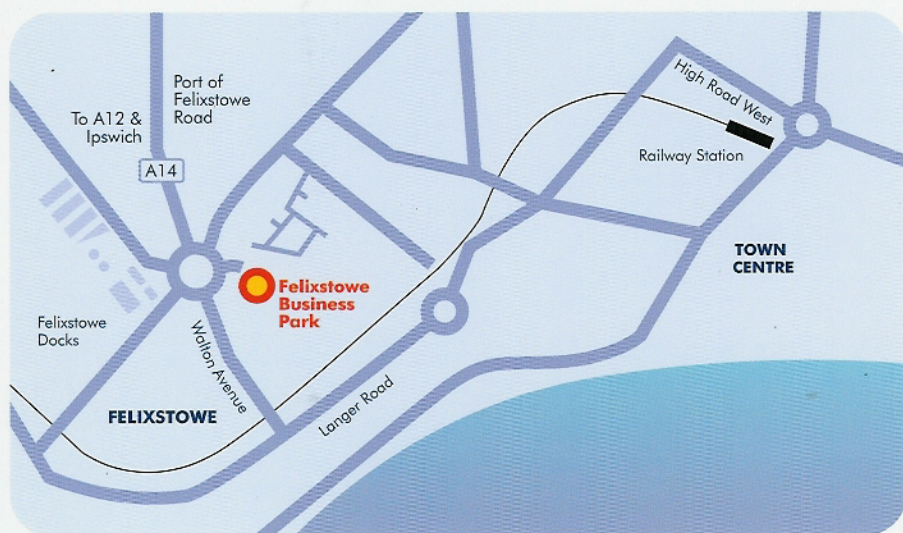 Port of
Felixstowe
Road
To A12 &
Ipswich
A14
High Road West
Railway Station
TOWN
CENTRE
Felixstowe
Business
Park
Felixstowe
Docks
Walton Avenue
FELIXSTOWE
Langer Road